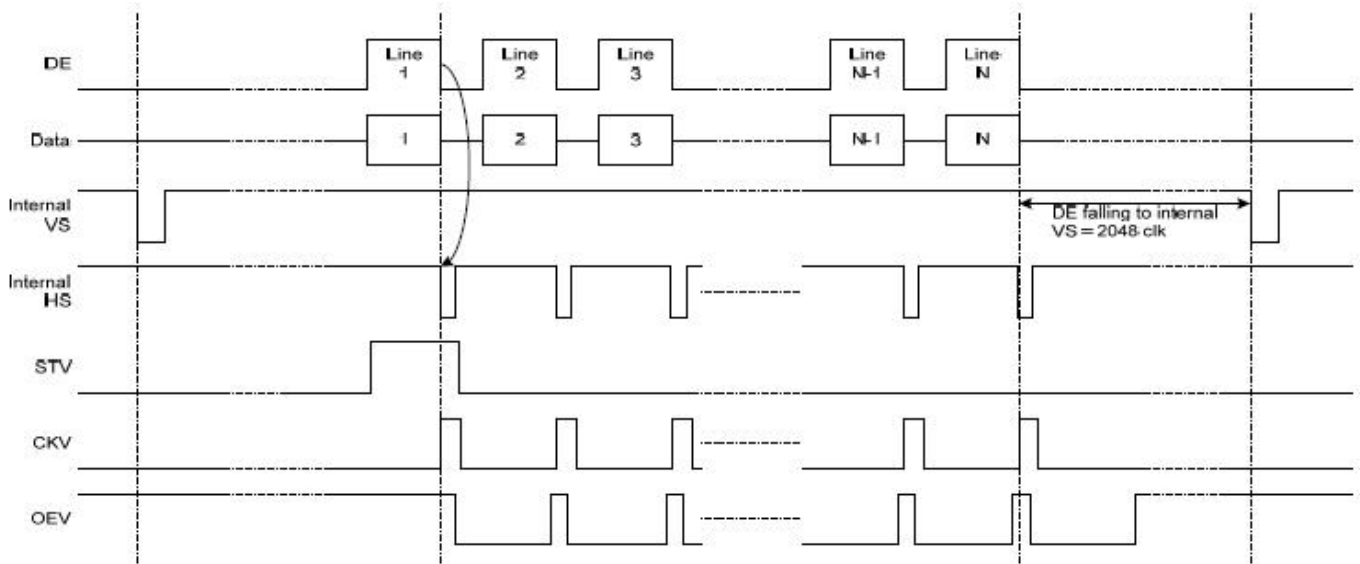 DE
Line 1
Line 2
Line 3
Line N-1
Line N
Data
1
2
3
N-1
N
Internal VS
DE falling to internal
VS = 2048 clk
Internal HS
STV
CKV
OEV